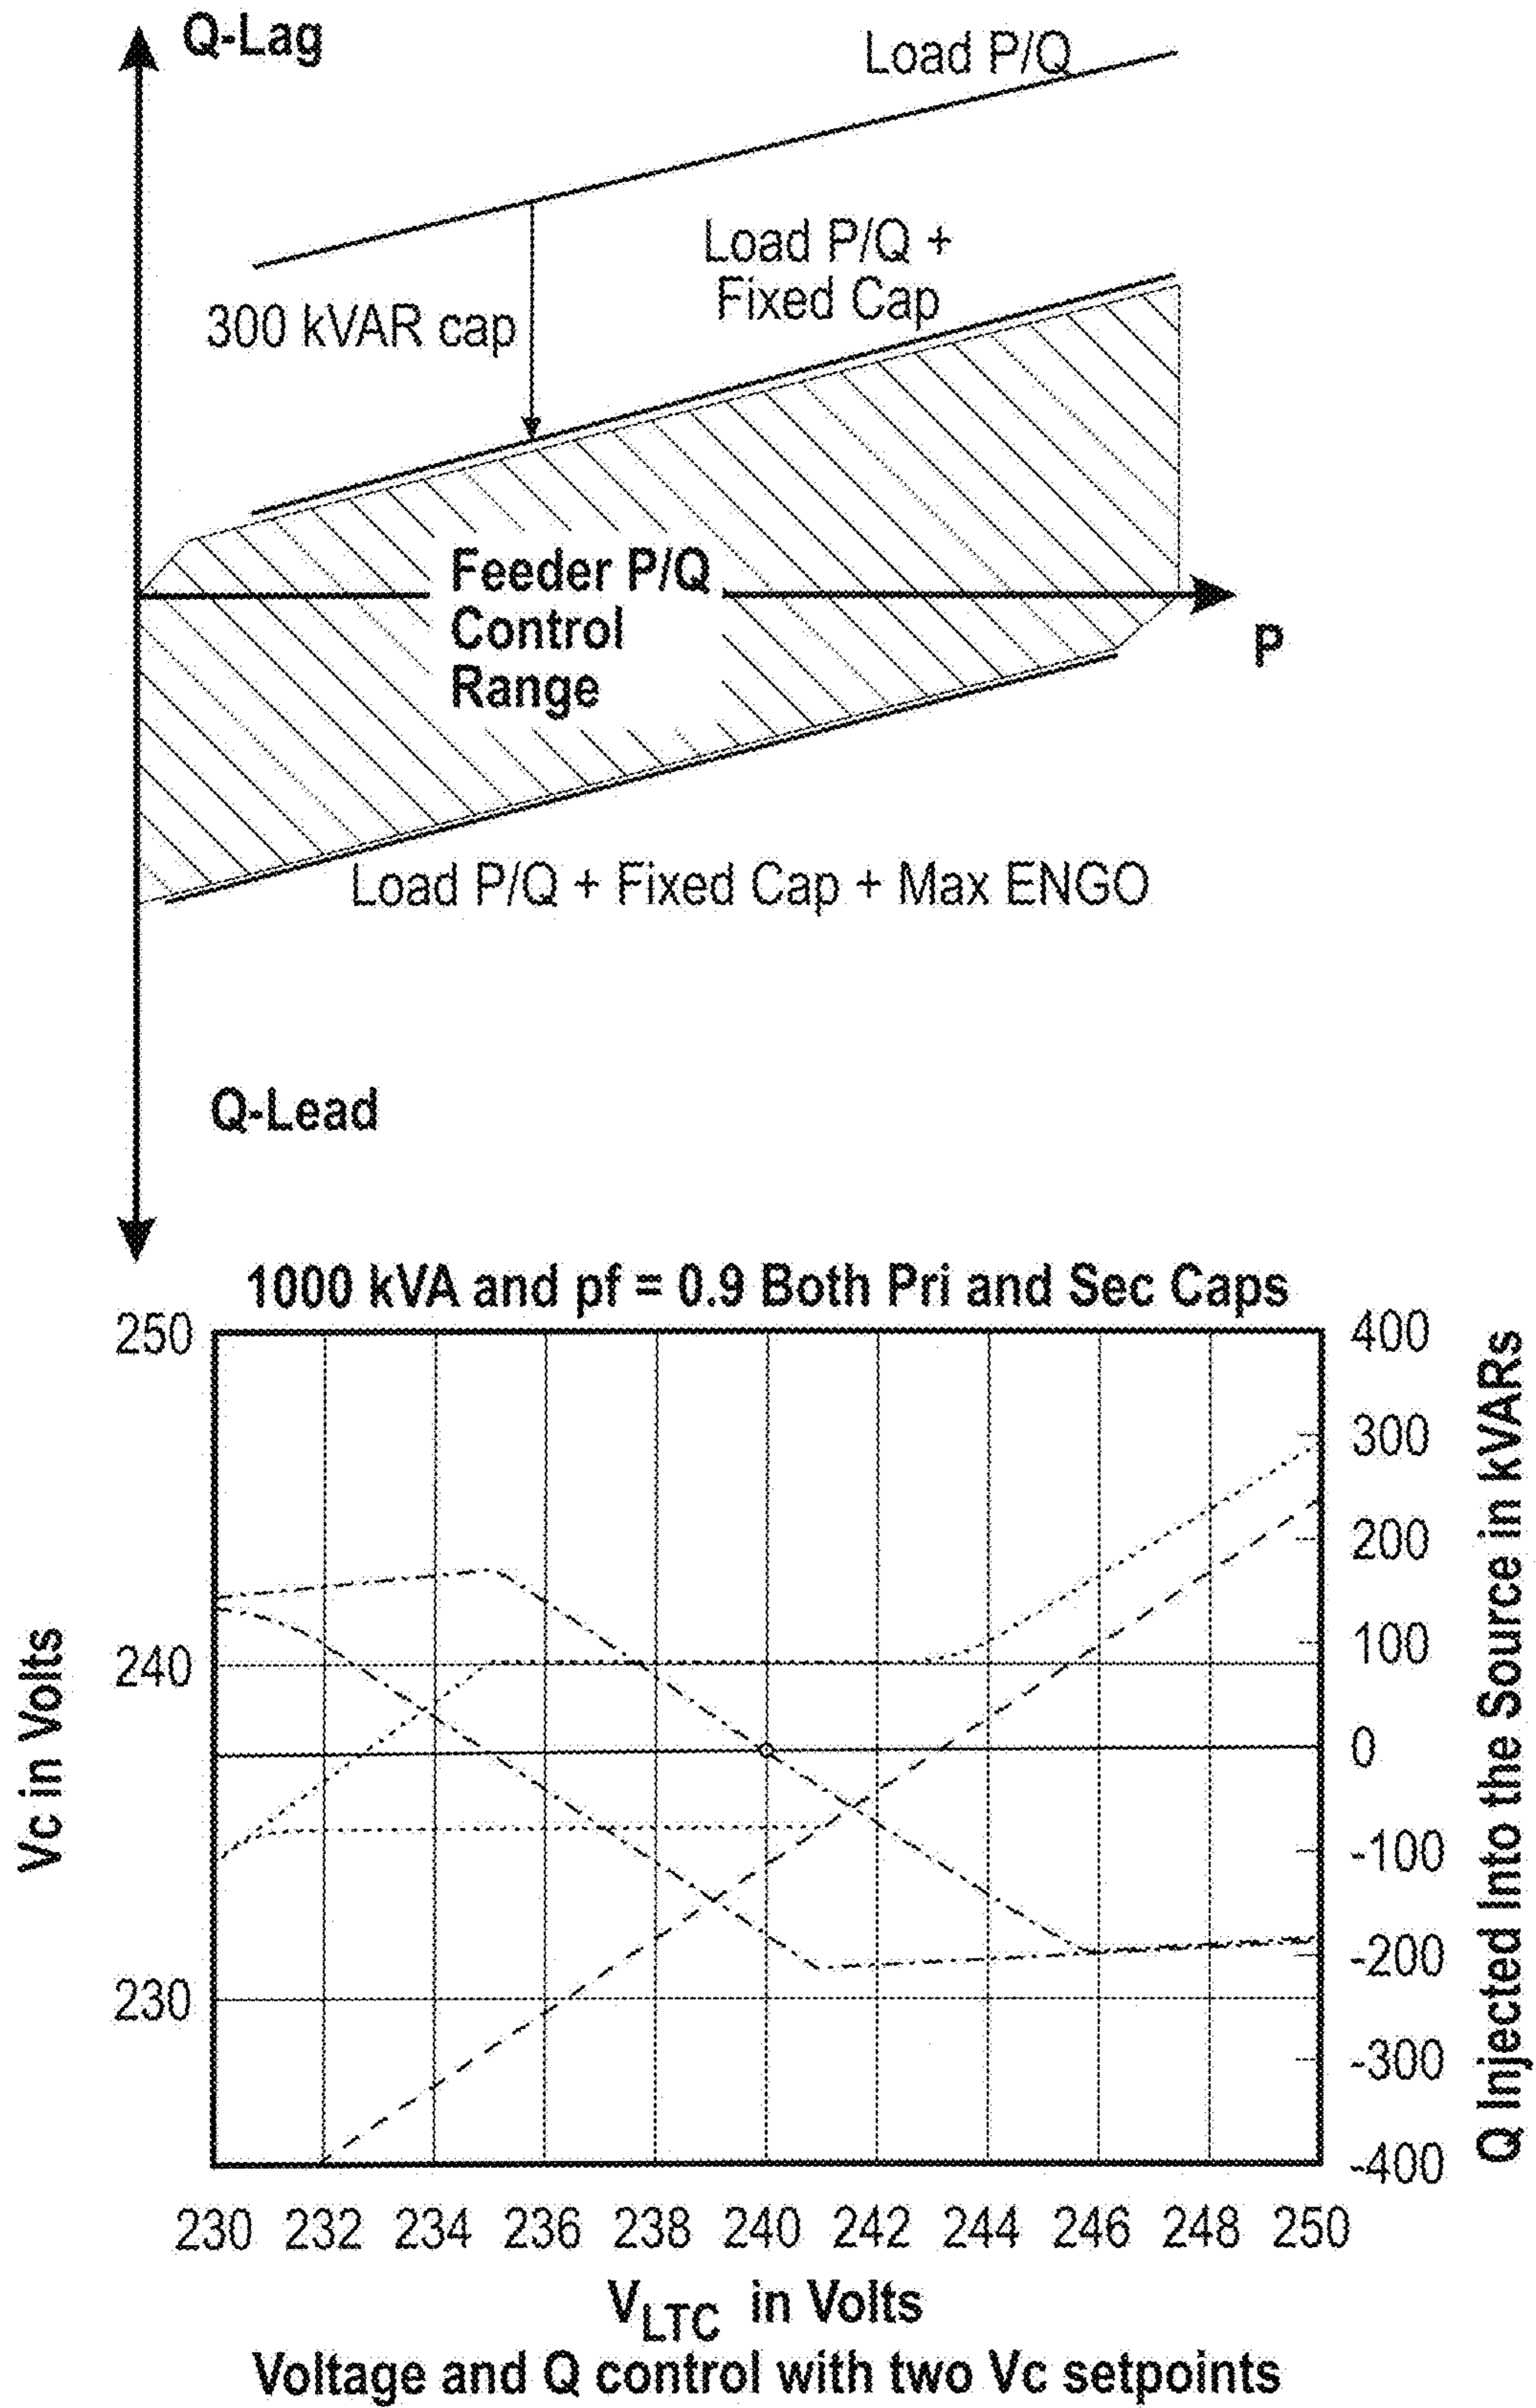 Q-Lag
Load P/Q
Load P/Q +
Fixed Cap
300 kVAR cap
Feeder P/Q
Control
Range
P
Load P/Q + Fixed Cap + Max ENGO
Q-Lead
1000 kVA and pf = 0.9 Both Pri and Sec Caps
250
240
230
Vc in Volts
400
300
200
100
0
-100
-200
-300
-400
Q Injected Into the Source in kVARs
230 232 234 236 238 240 242 244 246 248 250
VLTC in Volts
Voltage and Q control with two Vc setpoints